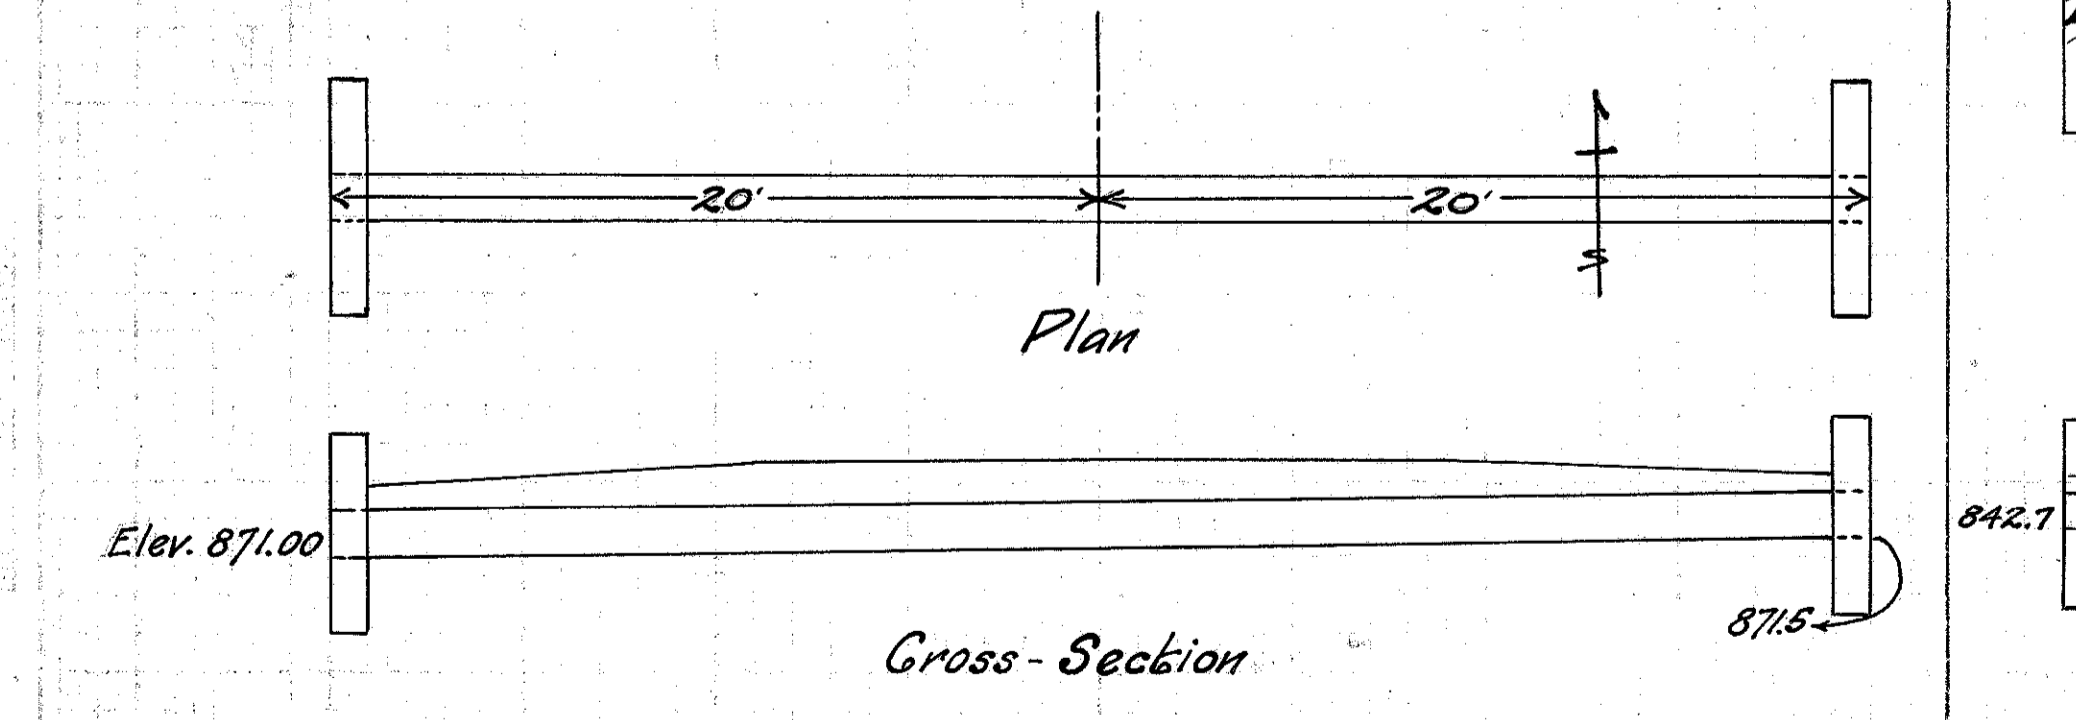 20' 20'
S
Plan
Elev. 871.00
842.7
871.5
Cross-Section